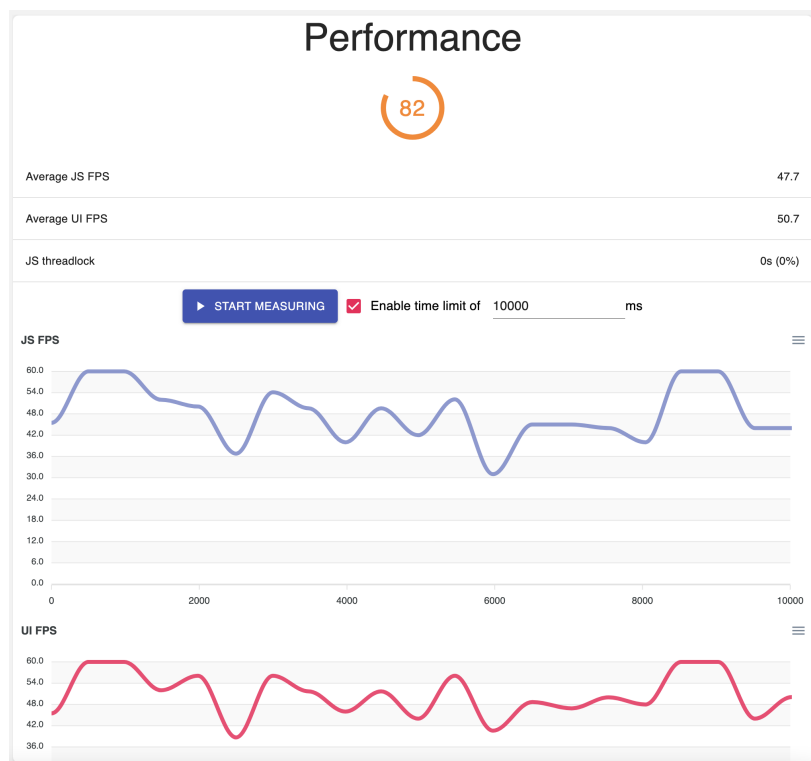 Performance
82
Average JS FPS 47.7
Average UI FPS 50.7
JS threadlock 0s (0%)
START MEASURING Enable time limit of 10000 ms
JS FPS
60.0
54.0
48.0
42.0
36.0
30.0
24.0
18.0
12.0
6.0
0.0
0 2000 4000 6000 8000 10000
UI FPS
60.0
54.0
48.0
42.0
36.0